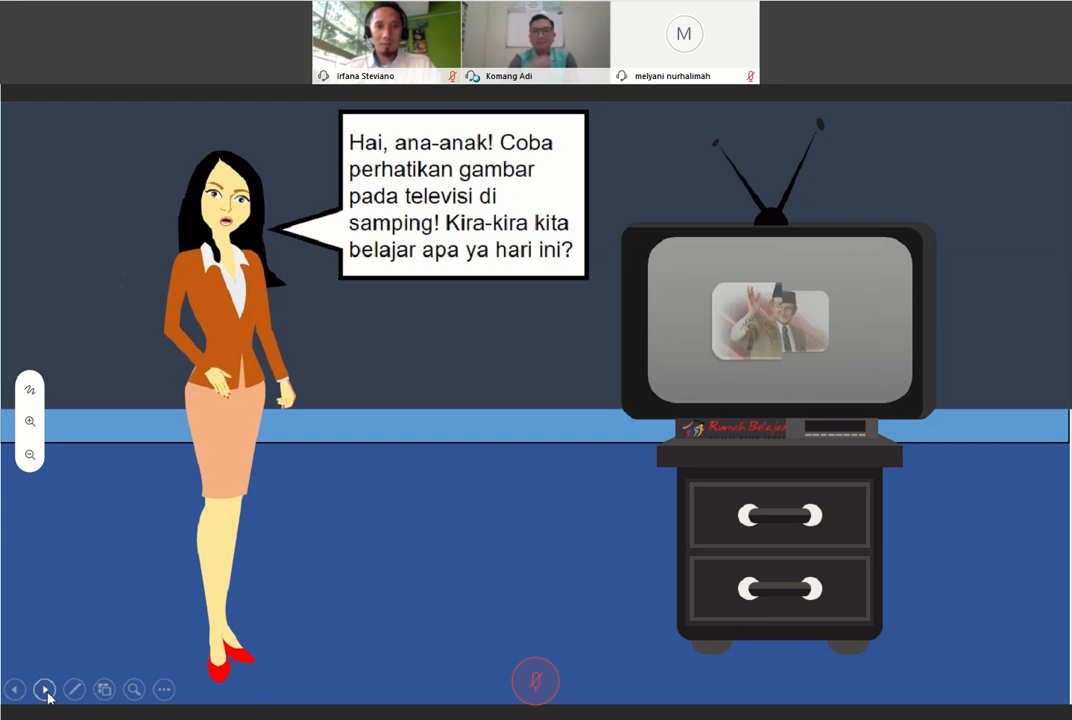 M
Irfana Steviano
Komang Adi
melyani nurhalimah
Hai, ana-anak! Coba
perhatikan gambar
pada televisi di
samping! Kira-kira kita
belajar apa ya hari ini?
Rumah Belajar